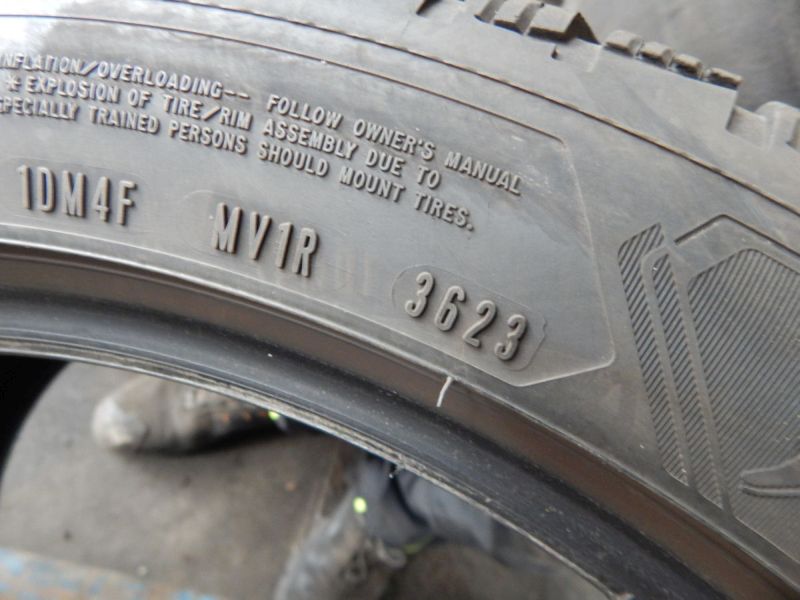 INFLATION/OVERLOADING-- FOLLOW OWNER'S MANUAL
* EXPLOSION OF TIRE/RIM ASSEMBLY DUE TO
SPECIALLY TRAINED PERSONS SHOULD MOUNT TIRES.
1DM4F MV1R 3623